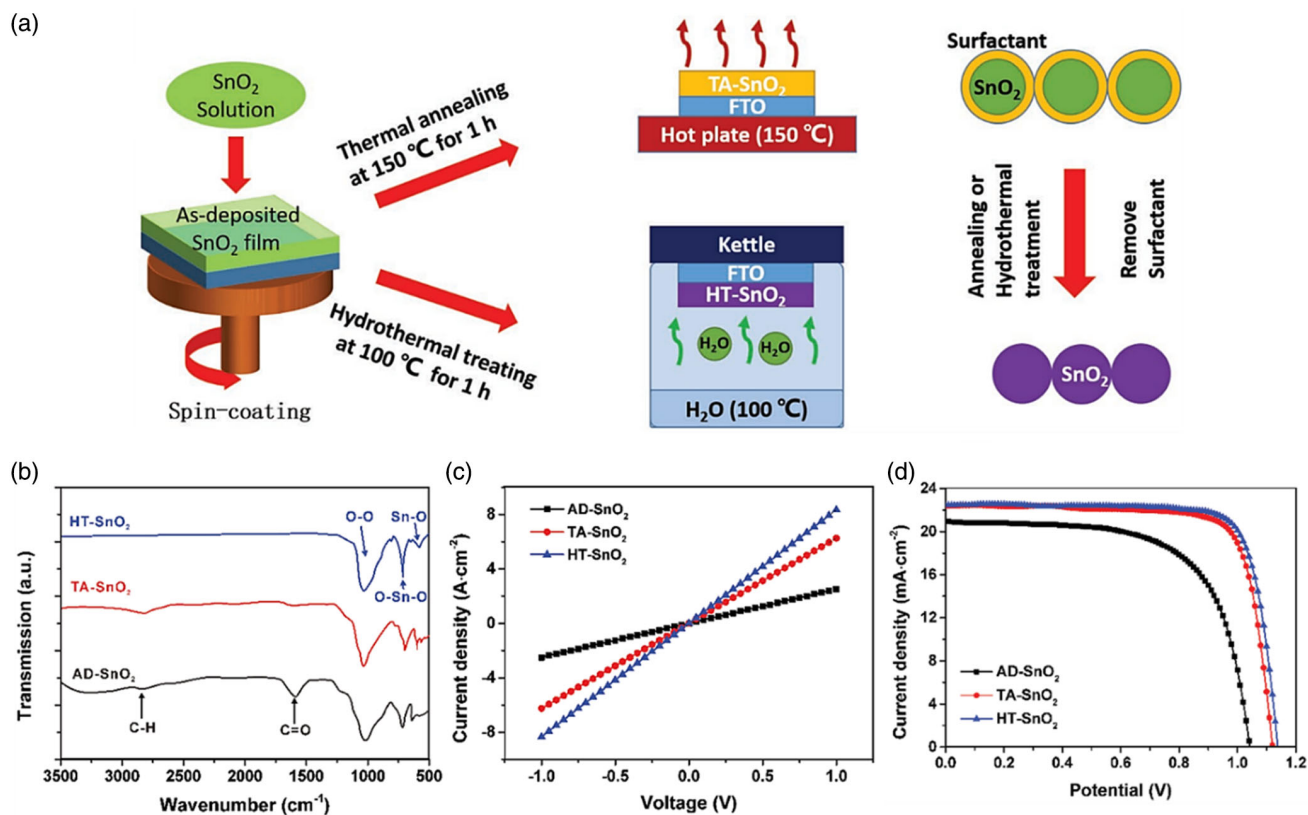 (a)
SnO₂
Solution
As-deposited
SnO₂ film
Spin-coating
Thermal annealing
at 150 ℃ for 1 h
Hydrothermal treating
at 100 ℃ for 1 h
TA-SnO₂
FTO
Hot plate (150 ℃)
Kettle
FTO
HT-SnO₂
H₂O
H₂O
H₂O (100 ℃)
Surfactant
SnO₂
Annealing or
Hydrothermal
treatment
Remove
Surfactant
SnO₂
(b)
HT-SnO₂
O-O
Sn-O
O-Sn-O
TA-SnO₂
AD-SnO₂
C-H
C=O
Transmission (a.u.)
3500 3000 2500 2000 1500 1000 500
Wavenumber (cm⁻¹)
(c)
AD-SnO₂
TA-SnO₂
HT-SnO₂
8
4
0
-4
-8
Current density (A·cm⁻²)
-1.0 -0.5 0.0 0.5 1.0
Voltage (V)
(d)
24
20
16
12
8
4
0
Current density (mA·cm⁻²)
AD-SnO₂
TA-SnO₂
HT-SnO₂
0.0 0.2 0.4 0.6 0.8 1.0 1.2
Potential (V)